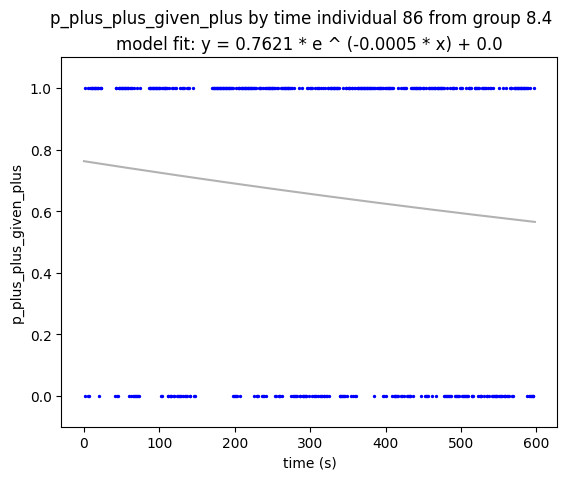 p_plus_plus_given_plus by time individual 86 from group 8.4
model fit: y = 0.7621 * e ^ (-0.0005 * x) + 0.0
1.0
0.8
0.6
0.4
0.2
0.0
p_plus_plus_given_plus
0 100 200 300 400 500 600
time (s)